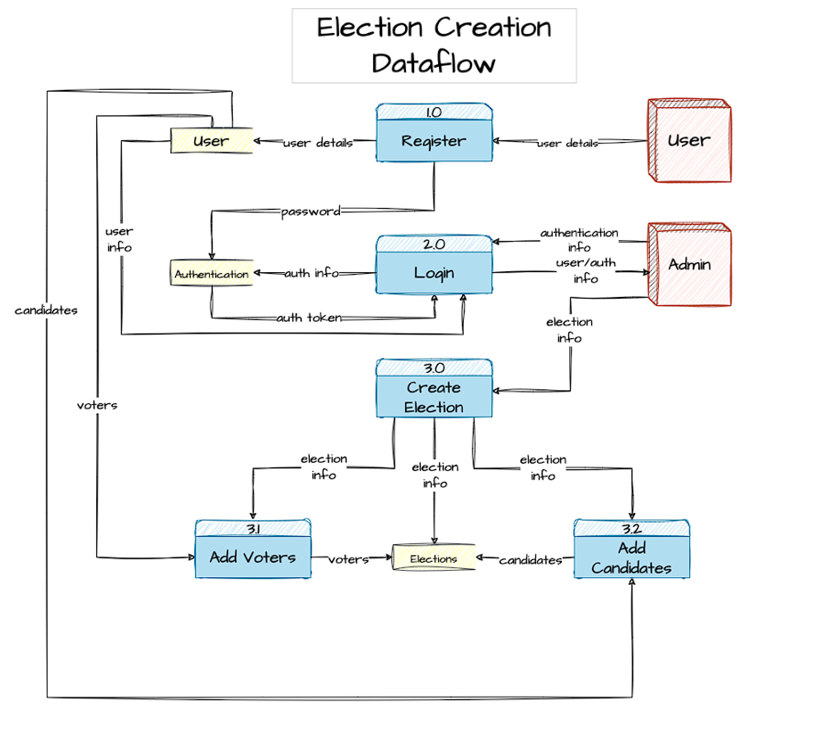 Election Creation
Dataflow
1.0
Register
User
User
user details
user details
password
user
info
authentication
info
2.0
Login
Authentication
auth info
user/auth
info
Admin
auth token
candidates
election
info
3.0
Create
Election
voters
election
info
election
info
election
info
3.1
Add Voters
voters
Elections
candidates
3.2
Add
Candidates